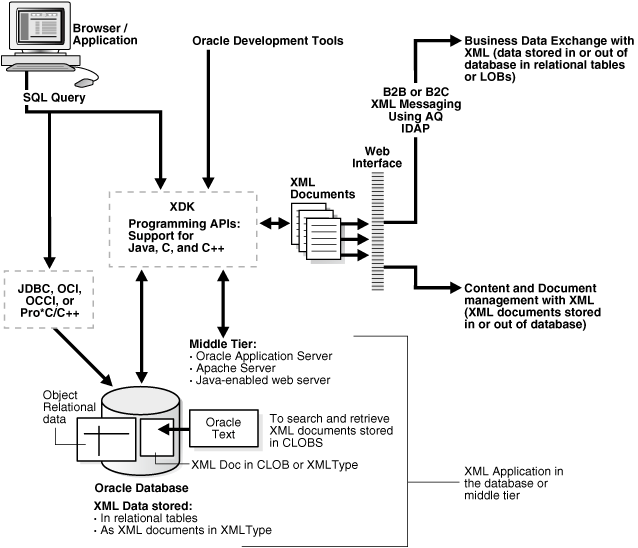 Browser /
Application
SQL Query
Oracle Development Tools
Business Data Exchange with
XML (data stored in or out of
database in relational tables
or LOBs)
B2B or B2C
XML Messaging
Using AQ
IDAP
Web
Interface
XML
Documents
XDK
Programming APIs:
Support for
Java, C, and C++
JDBC, OCI,
OCCI, or
Pro*C/C++
Content and Document
management with XML
(XML documents stored
in or out of database)
Middle Tier:
· Oracle Application Server
· Apache Server
· Java-enabled web server
Object
Relational
data
Oracle
Text
To search and retrieve
XML documents stored
in CLOBS
XML Doc in CLOB or XMLType
Oracle Database
XML Data stored:
· In relational tables
· As XML documents in XMLType
XML Application in
the database or
middle tier